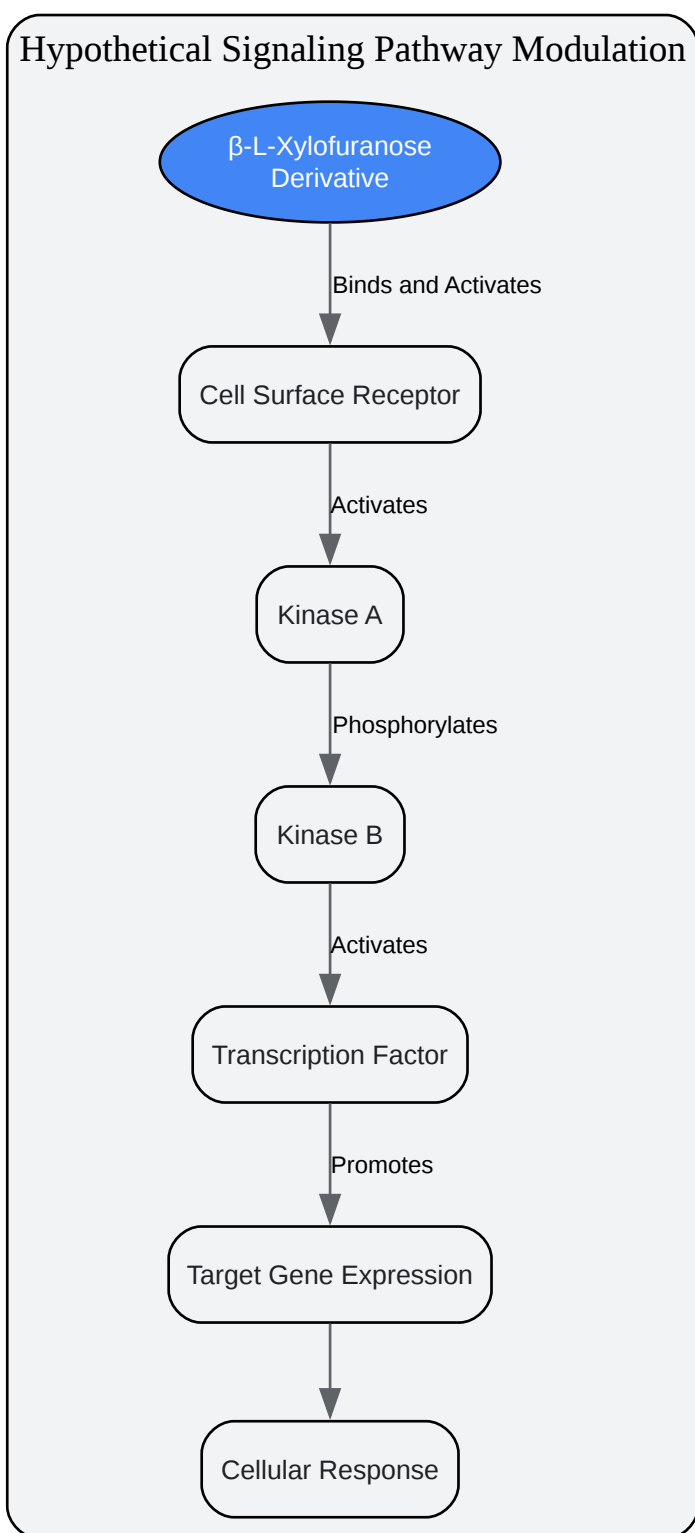 Hypothetical Signaling Pathway Modulation
β-L-Xylofuranose
Derivative
Binds and Activates
Cell Surface Receptor
Activates
Kinase A
Phosphorylates
Kinase B
Activates
Transcription Factor
Promotes
Target Gene Expression
Cellular Response